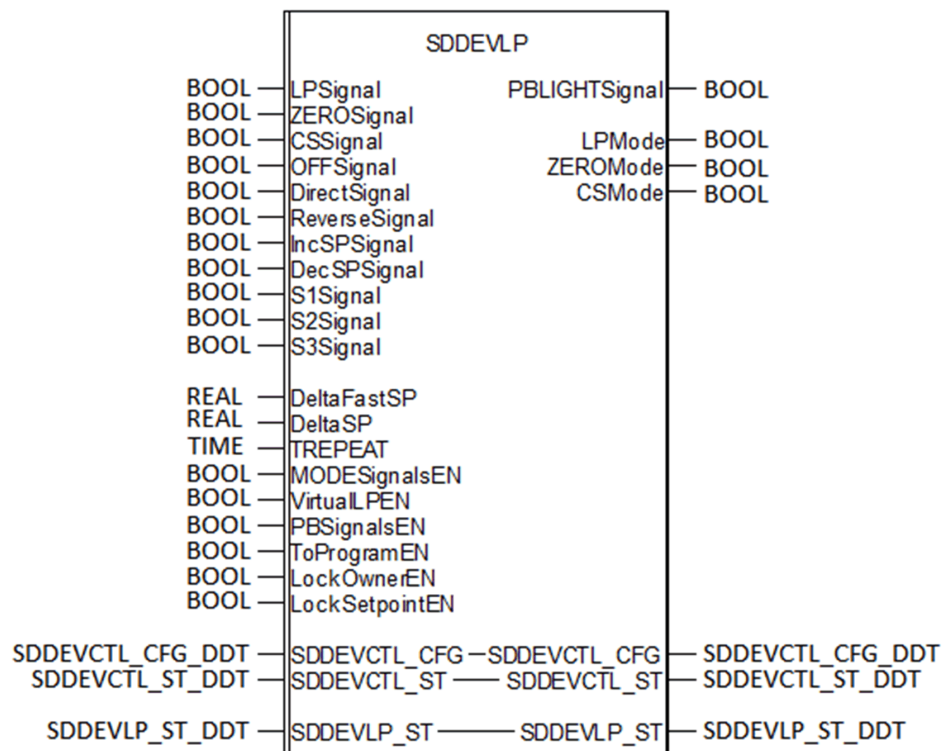 SDDEVLP
BOOL LPSignal PBLIGHTSignal BOOL
BOOL ZEROSignal
BOOL CSSignal LPMode BOOL
BOOL OFFSignal ZEROMode BOOL
BOOL DirectSignal CSMode BOOL
BOOL ReverseSignal
BOOL IncSPSignal
BOOL DecSPSignal
BOOL S1Signal
BOOL S2Signal
BOOL S3Signal
REAL DeltaFastSP
REAL DeltaSP
TIME TREPEAT
BOOL MODESignalsEN
BOOL VirtualLPEN
BOOL PBSignalsEN
BOOL ToProgramEN
BOOL LockOwnerEN
BOOL LockSetpointEN
SDDEVCTL_CFG_DDT SDDEVCTL_CFG SDDEVCTL_CFG SDDEVCTL_CFG_DDT
SDDEVCTL_ST_DDT SDDEVCTL_ST SDDEVCTL_ST SDDEVCTL_ST_DDT
SDDEVLP_ST_DDT SDDEVLP_ST SDDEVLP_ST SDDEVLP_ST_DDT